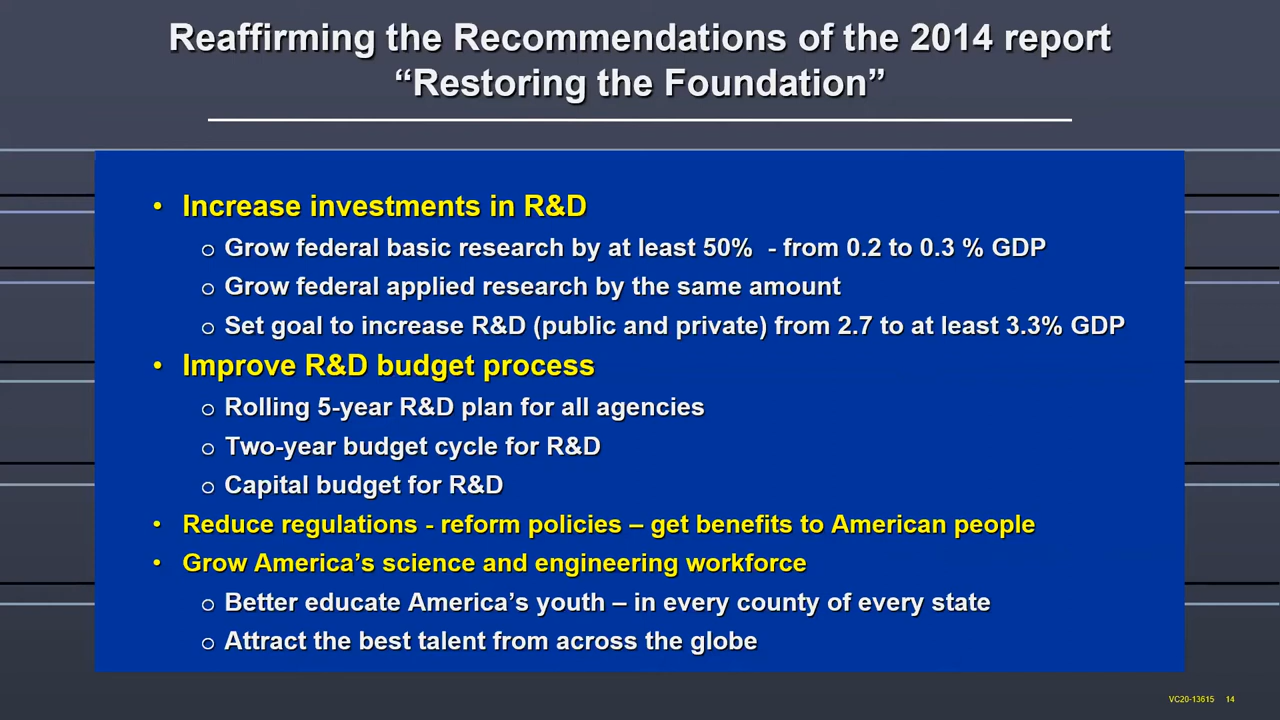 Reaffirming the Recommendations of the 2014 report
“Restoring the Foundation”
• Increase investments in R&D
o Grow federal basic research by at least 50%  - from 0.2 to 0.3 % GDP
o Grow federal applied research by the same amount
o Set goal to increase R&D (public and private) from 2.7 to at least 3.3% GDP
• Improve R&D budget process
o Rolling 5-year R&D plan for all agencies
o Two-year budget cycle for R&D
o Capital budget for R&D
• Reduce regulations - reform policies – get benefits to American people
• Grow America’s science and engineering workforce
o Better educate America’s youth – in every county of every state
o Attract the best talent from across the globe
VC20-13615 14